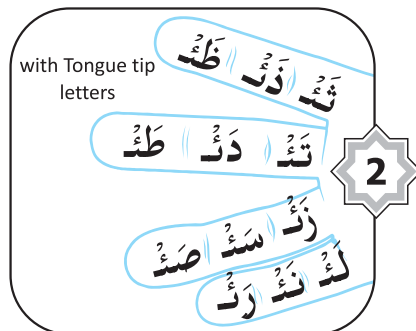 with Tongue tip
letters
ثَئْ ذَئْ ظَئْ
تَئْ دَئْ طَئْ
زَئْ سَئْ صَئْ
لَئْ نَئْ رَئْ
2